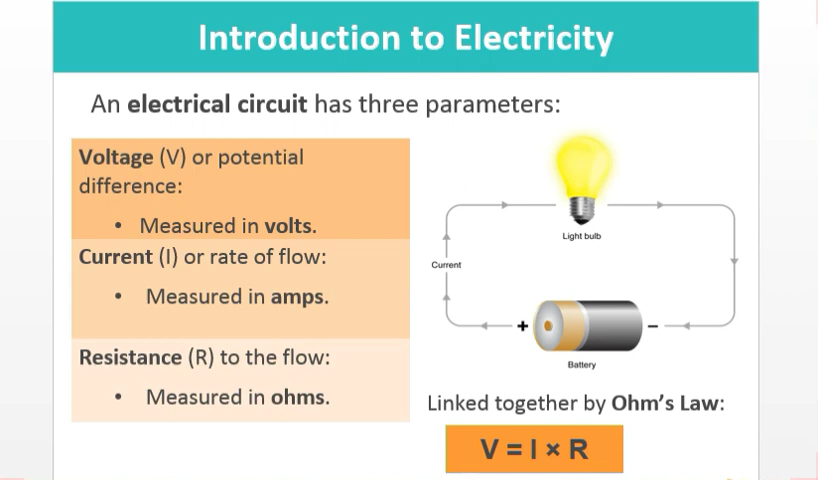 Introduction to Electricity
An electrical circuit has three parameters:
Voltage (V) or potential
difference:
• Measured in volts.
Current (I) or rate of flow:
• Measured in amps.
Resistance (R) to the flow:
• Measured in ohms.
Light bulb
Current
+
–
Battery
Linked together by Ohm's Law:
V = I × R